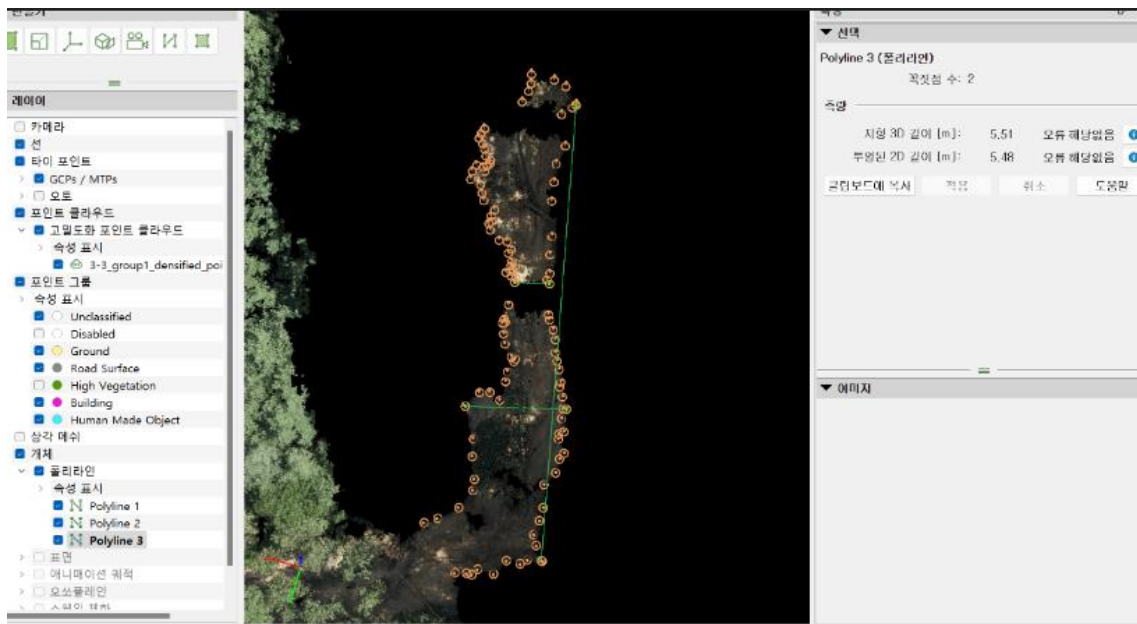 레이어
카메라
선
타이 포인트
GCPs / MTPs
오토
포인트 클라우드
고밀도화 포인트 클라우드
속성 표시
3-3_group1_densified_poi
포인트 그룹
속성 표시
Unclassified
Disabled
Ground
Road Surface
High Vegetation
Building
Human Made Object
삼각 메쉬
개체
폴리라인
속성 표시
Polyline 1
Polyline 2
Polyline 3
표면
애니메이션 궤적
오쏘플레인
선택
Polyline 3 (폴리라인)
꼭짓점 수: 2
측량
지형 3D 길이 [m]: 5.51 오류 해당없음
투영된 2D 길이 [m]: 5.48 오류 해당없음
클립보드에 복사 적용 취소 도움말
이미지